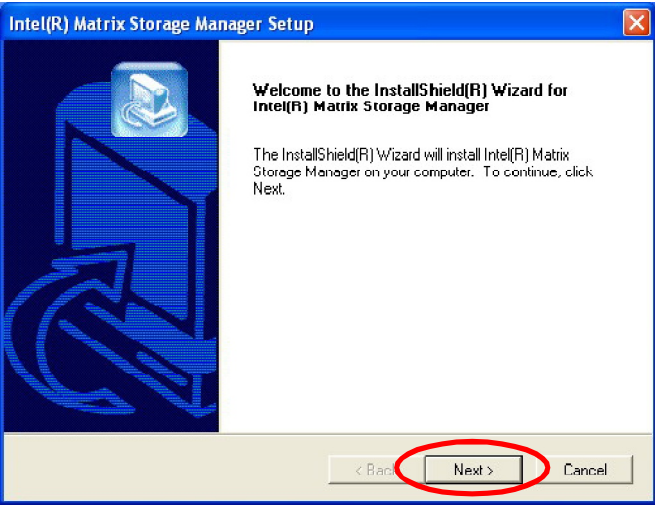 Intel(R) Matrix Storage Manager Setup
Welcome to the InstallShield(R) Wizard for
Intel(R) Matrix Storage Manager
The InstallShield(R) Wizard will install Intel(R) Matrix
Storage Manager on your computer. To continue, click
Next.
< Back Next > Cancel